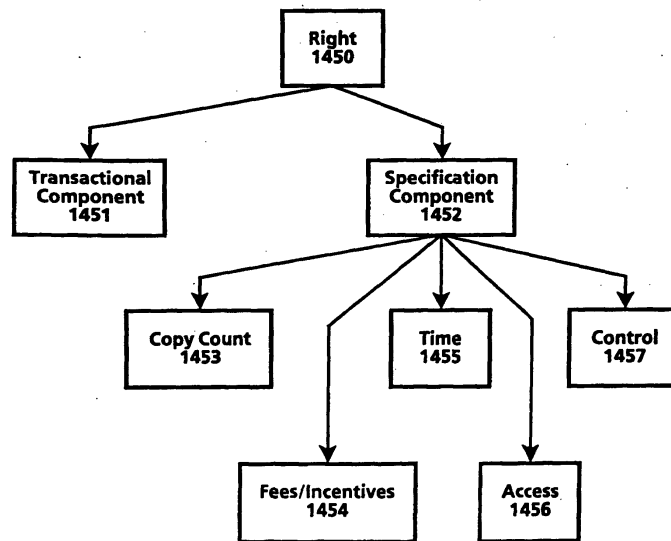 Right
1450
Transactional
Component
1451
Specification
Component
1452
Copy Count
1453
Time
1455
Control
1457
Fees/Incentives
1454
Access
1456